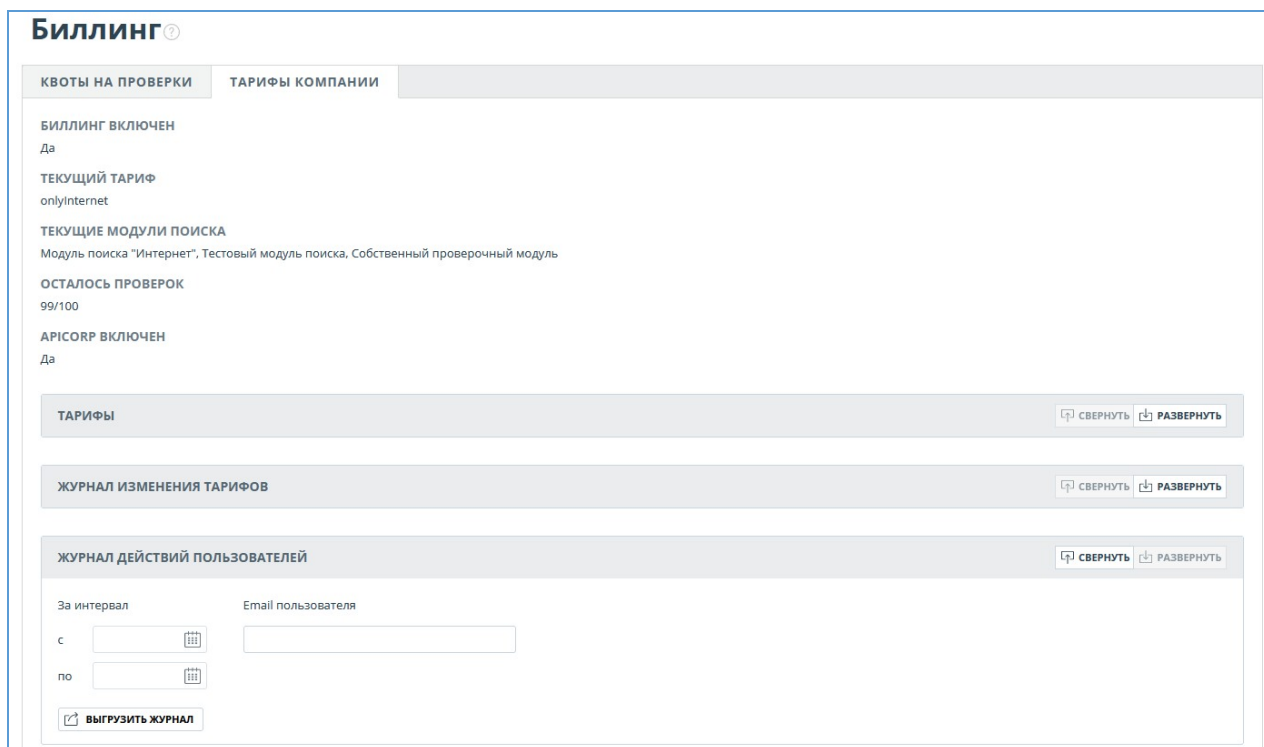 Биллинг ?
КВОТЫ НА ПРОВЕРКИ ТАРИФЫ КОМПАНИИ
БИЛЛИНГ ВКЛЮЧЕН
Да
ТЕКУЩИЙ ТАРИФ
onlyInternet
ТЕКУЩИЕ МОДУЛИ ПОИСКА
Модуль поиска "Интернет", Тестовый модуль поиска, Собственный проверочный модуль
ОСТАЛОСЬ ПРОВЕРОК
99/100
APICORP ВКЛЮЧЕН
Да
ТАРИФЫ СВЕРНУТЬ РАЗВЕРНУТЬ
ЖУРНАЛ ИЗМЕНЕНИЯ ТАРИФОВ СВЕРНУТЬ РАЗВЕРНУТЬ
ЖУРНАЛ ДЕЙСТВИЙ ПОЛЬЗОВАТЕЛЕЙ СВЕРНУТЬ РАЗВЕРНУТЬ
За интервал Email пользователя
с
по
ВЫГРУЗИТЬ ЖУРНАЛ